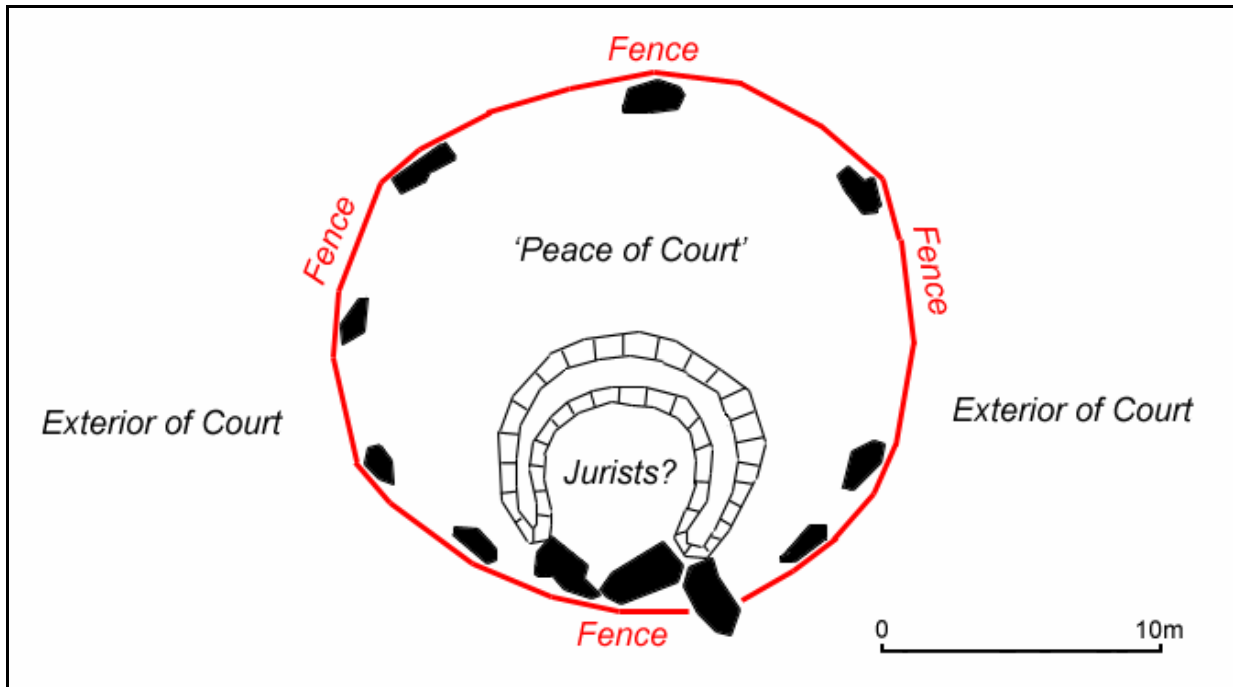 Fence
Fence
'Peace of Court'
Fence
Exterior of Court
Exterior of Court
Jurists?
Fence
0 10m